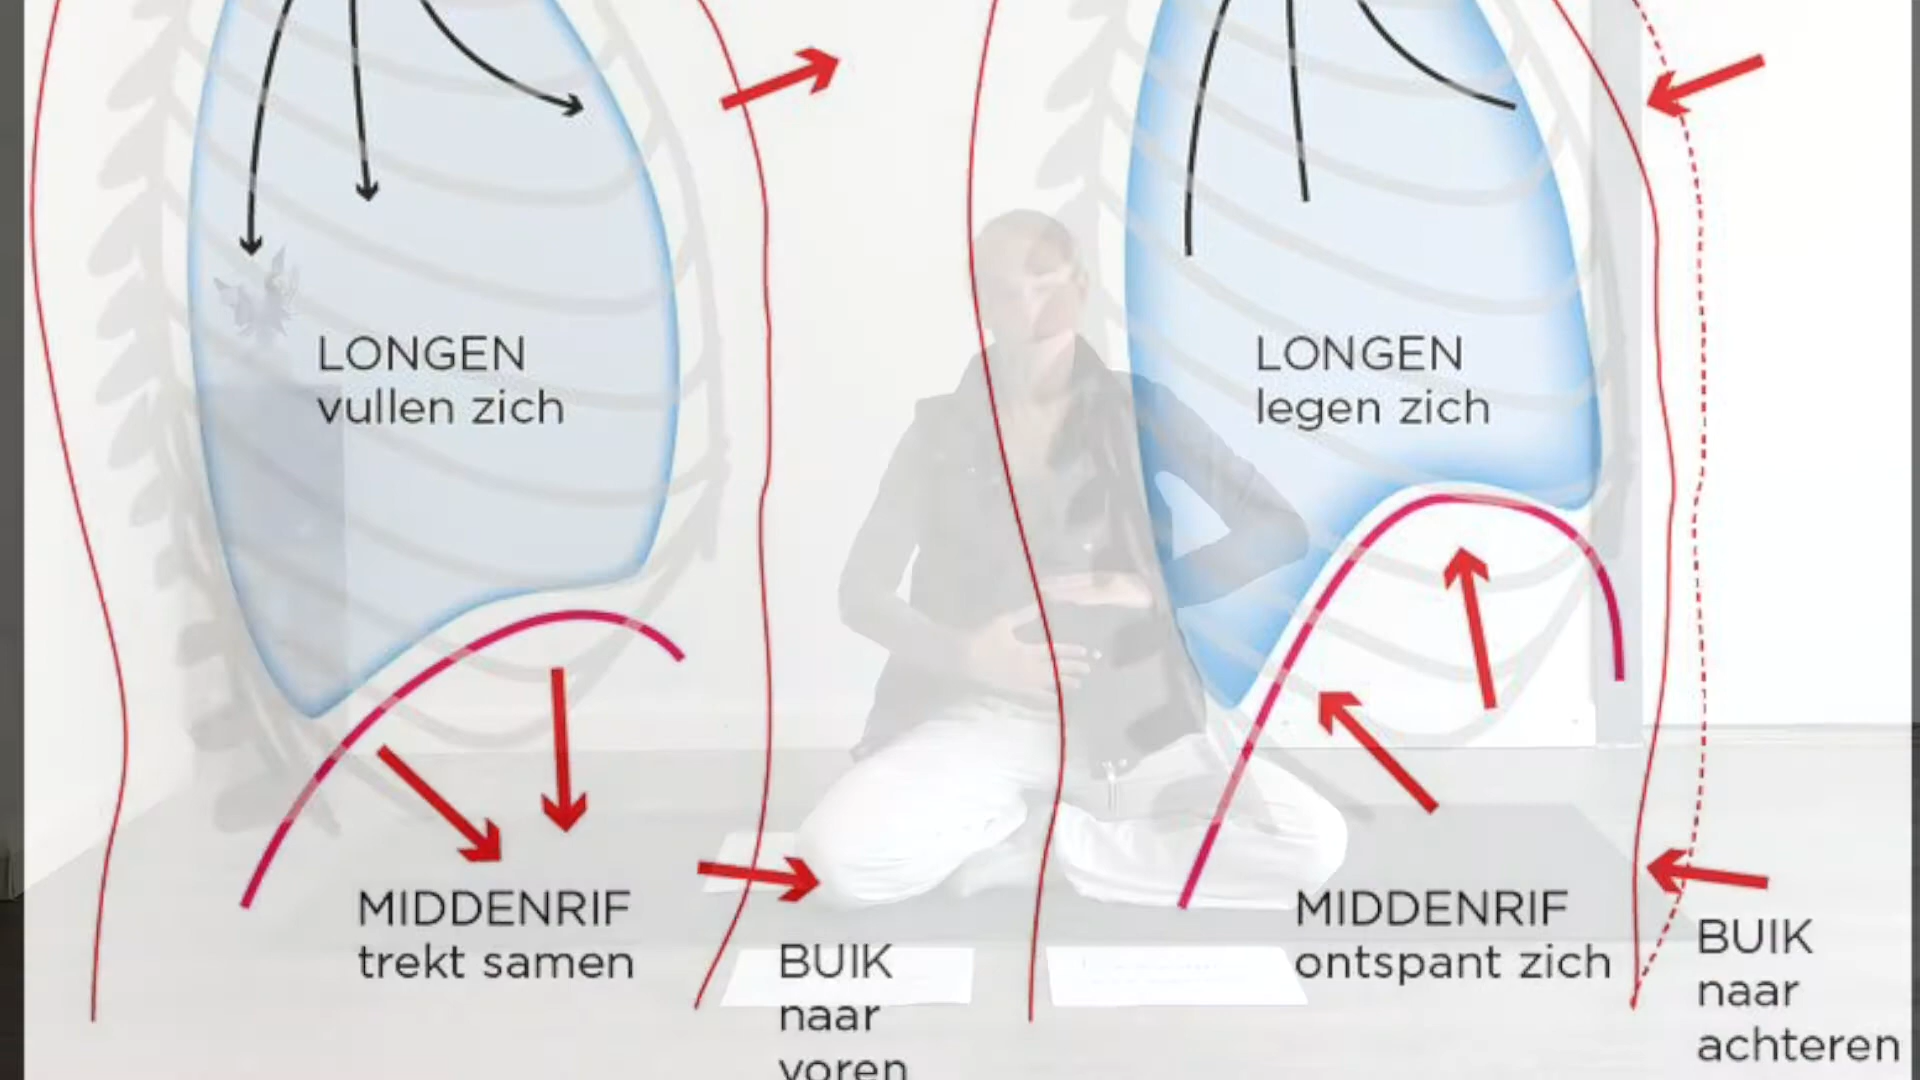 LONGEN
vullen zich
MIDDENRIF
trekt samen
BUIK
naar
voren
LONGEN
legen zich
MIDDENRIF
ontspant zich
BUIK
naar
achteren